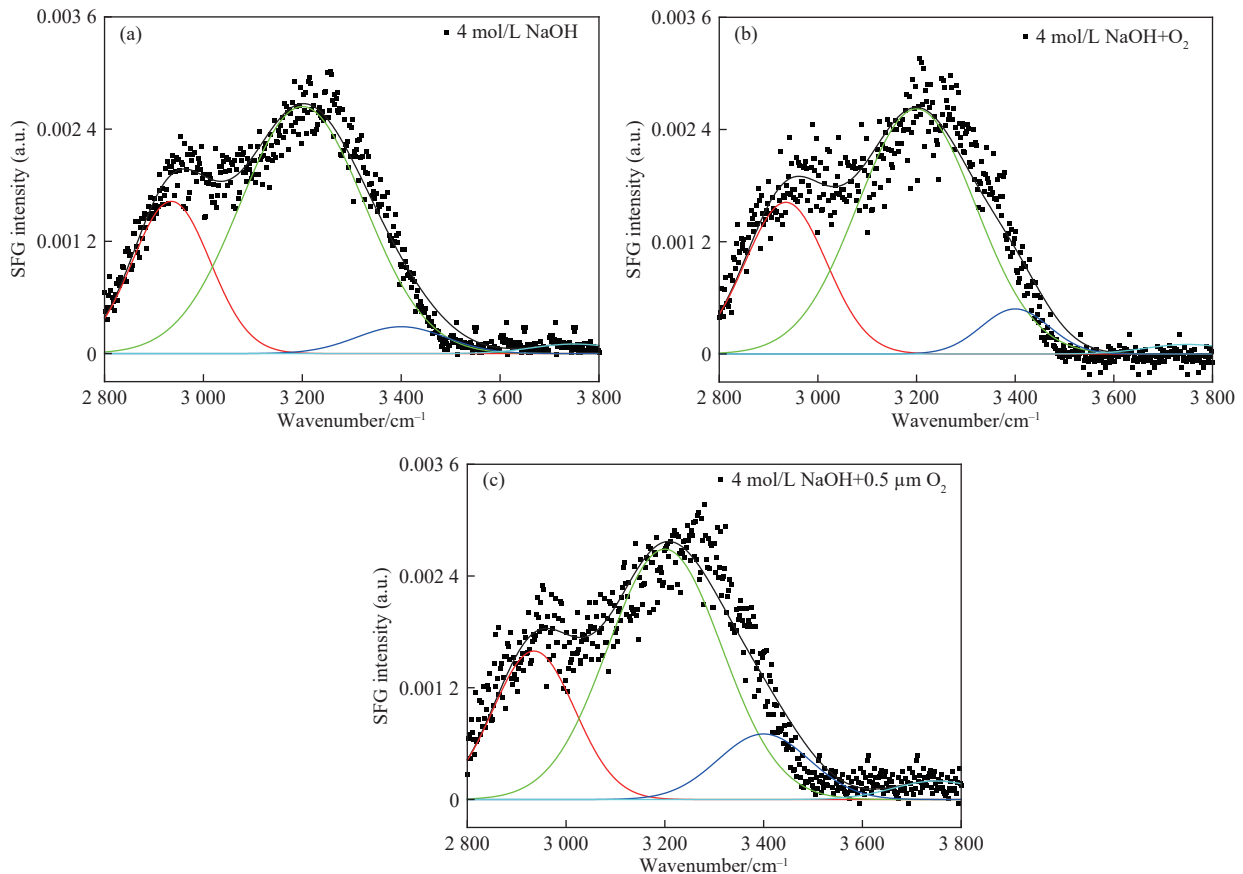 (a)
4 mol/L NaOH
0.003 6
0.002 4
0.001 2
0
SFG intensity (a.u.)
2 800 3 000 3 200 3 400 3 600 3 800
Wavenumber/cm⁻¹
(b)
4 mol/L NaOH+O₂
0.003 6
0.002 4
0.001 2
0
SFG intensity (a.u.)
2 800 3 000 3 200 3 400 3 600 3 800
Wavenumber/cm⁻¹
(c)
4 mol/L NaOH+0.5 μm O₂
0.003 6
0.002 4
0.001 2
0
SFG intensity (a.u.)
2 800 3 000 3 200 3 400 3 600 3 800
Wavenumber/cm⁻¹